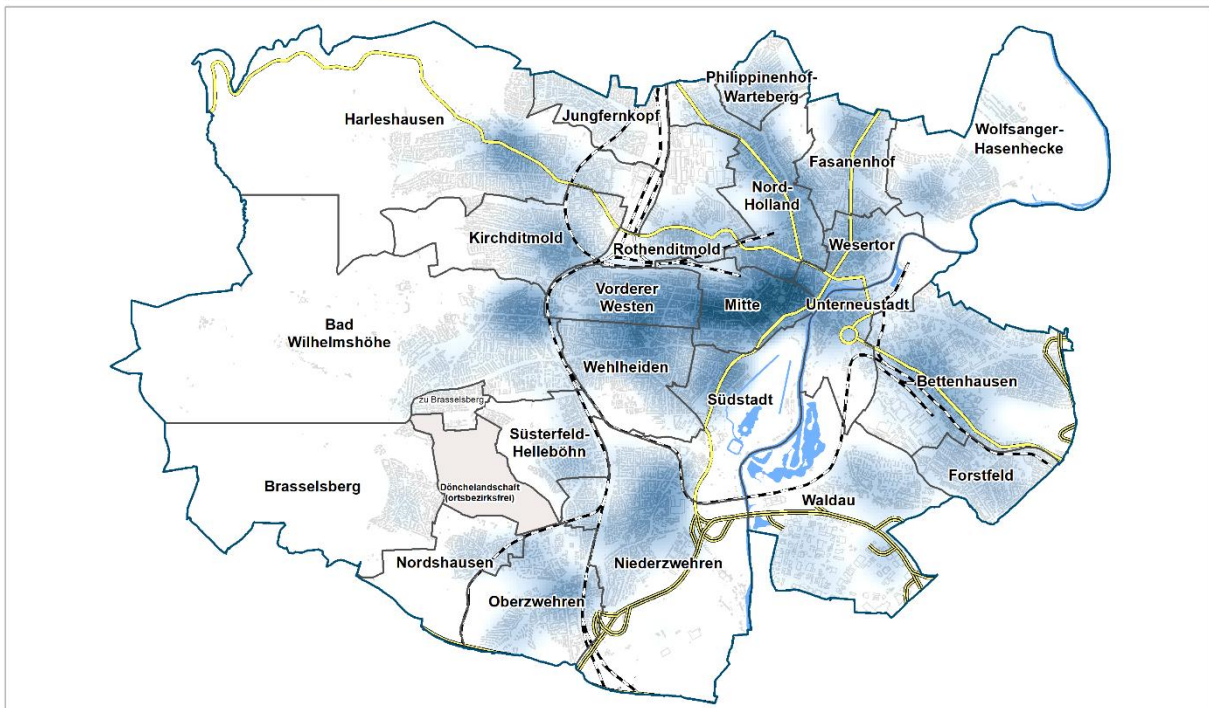 Philippinenhof-
Warteberg
Harleshausen
Jungfernkopf
Wolfsanger-
Hasenhecke
Fasanenhof
Nord-
Holland
Kirchditmold
Rothenditmold
Wesertor
Vorderer
Westen
Mitte
Unterneustadt
Bad
Wilhelmshöhe
Wehlheiden
Bettenhausen
zu Brasselsberg
Südstadt
Süsterfeld-
Helleböhn
Brasselsberg
Dönchelandschaft
(ortsbezirksfrei)
Forstfeld
Waldau
Nordshausen
Niederzwehren
Oberzwehren